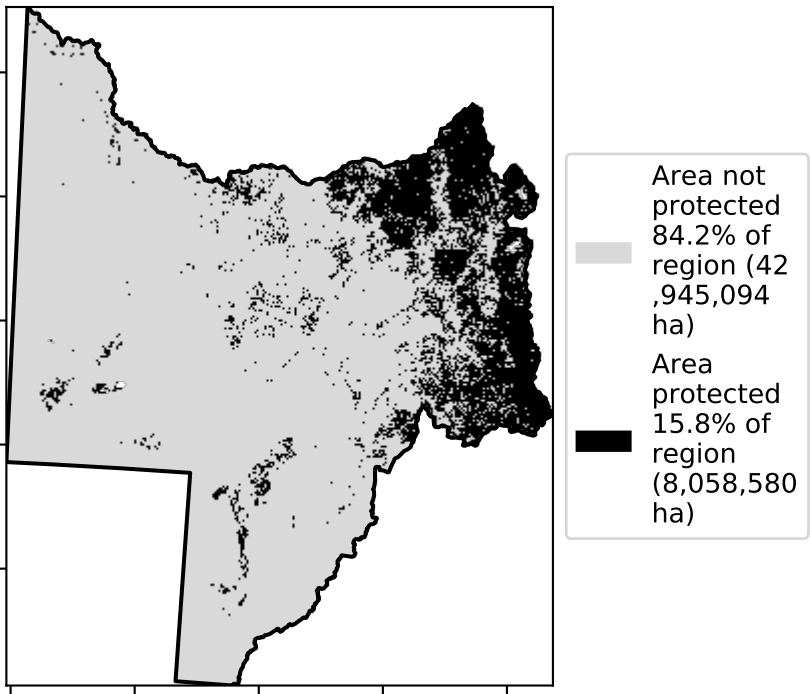 Area not
protected
84.2% of
region (42
,945,094
ha)
Area
protected
15.8% of
region
(8,058,580
ha)